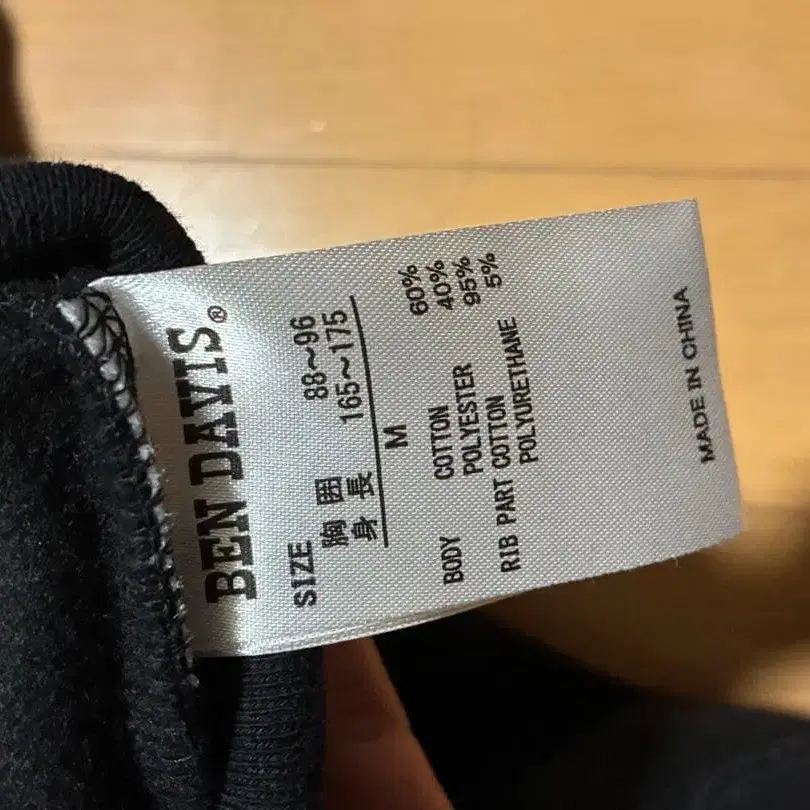 BEN DAVIS®
SIZE
胸囲 88~96
身長 165~175
M
BODY COTTON 60%
POLYESTER 40%
RIB PART COTTON 95%
POLYURETHANE 5%
MADE IN CHINA